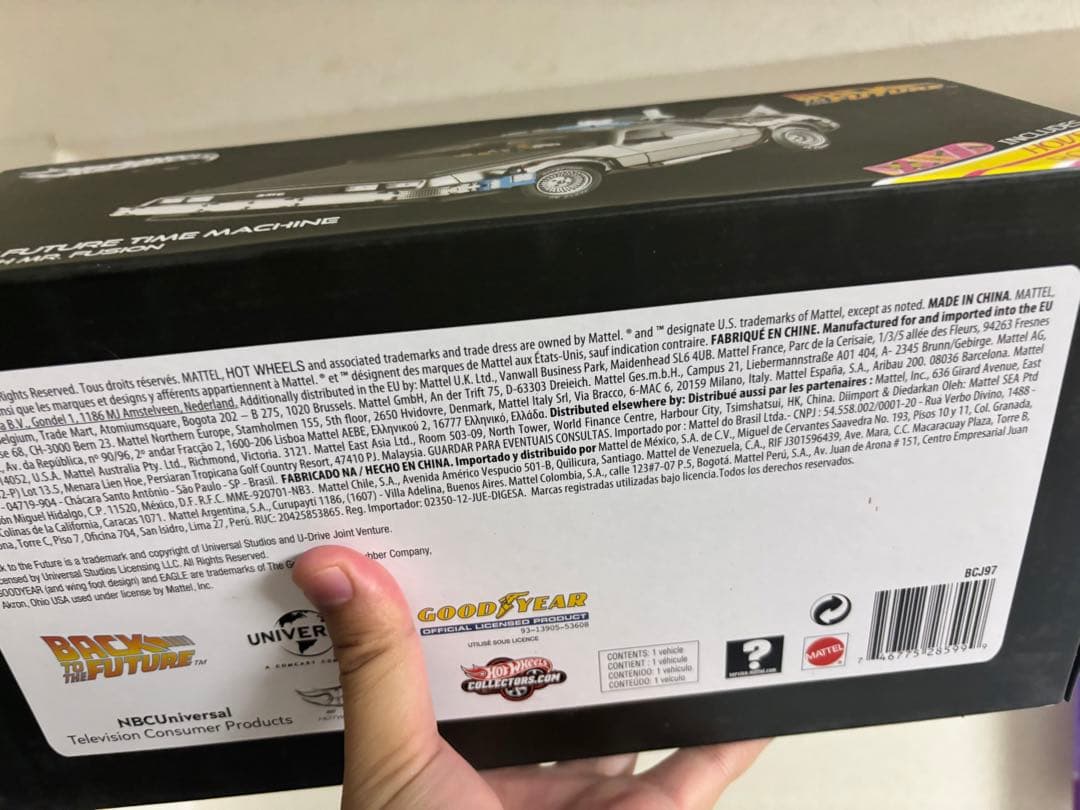 BACK TO THE FUTURE™
INCLUDES
FUTURE TIME MACHINE
MR. FUSION
Rights Reserved. Tous droits réservés. MATTEL, HOT WHEELS and associated trademarks and trade dress are owned by Mattel. ® and ™ designate U.S. trademarks of Mattel, except as noted. MADE IN CHINA. MATTEL,
que les marques et designs y afférents appartiennent à Mattel. ® et ™ désignent des marques de Mattel aux États-Unis, sauf indication contraire. FABRIQUÉ EN CHINE. Manufactured for and imported into the EU
B.V., Gondel 1, 1186 MJ Amstelveen, Nederland. Additionally distributed in the EU by: Mattel U.K. Ltd., Vanwall Business Park, Maidenhead SL6 4UB. Mattel France, Parc de la Cerisaie, 1/3/5 allée des Fleurs, 94263 Fresnes
Trade Mart, Atomiumsquare, Bogota 202 – B 275, 1020 Brussels. Mattel GmbH, An der Trift 75, D-63303 Dreieich. Mattel Ges.m.b.H., Campus 21, Liebermannstraße A01 404, A- 2345 Brunn/Gebirge. Mattel AG,
68, CH-3000 Bern 23. Mattel Northern Europe, Stamholmen 155, 5th floor, 2650 Hvidovre, Denmark, Mattel Italy Srl, Via Bracco, 6-MAC 6, 20159 Milano, Italy. Mattel España, S.A., Aribau 200. 08036 Barcelona. Mattel
Av. da República, nº 90/96, 2º andar Fracção 2, 1600-206 Lisboa Mattel AEBE, Ελληνικού 2, 16777 Ελληνικό, Ελλάδα. Distributed elsewhere by: Distribué aussi par les partenaires : Mattel, Inc., 636 Girard Avenue, East
14052, U.S.A. Mattel Australia Pty. Ltd., Richmond, Victoria. 3121. Mattel East Asia Ltd., Room 503-09, North Tower, World Finance Centre, Harbour City, Tsimshatsui, HK, China. Diimport & Diedarkan Oleh: Mattel SEA Ptd
Lot 13.5, Menara Lien Hoe, Persiaran Tropicana Golf Country Resort, 47410 PJ. Malaysia. GUARDAR PARA EVENTUAIS CONSULTAS. Importado por : Mattel do Brasil Ltda.- CNPJ : 54.558.002/0001-20 - Rua Verbo Divino, 1488 -
04719-904 - Chácara Santo Antônio - São Paulo - SP - Brasil. FABRICADO NA / HECHO EN CHINA. Importado y distribuido por Mattel de México, S.A. de C.V., Miguel de Cervantes Saavedra No. 193, Pisos 10 y 11, Col. Granada,
Miguel Hidalgo, C.P. 11520, México, D.F. R.F.C. MME-920701-NB3. Mattel Chile, S.A., Avenida Américo Vespucio 501-B, Quilicura, Santiago. Mattel de Venezuela, C.A., RIF J301596439, Ave. Mara, C.C. Macaracuay Plaza, Torre B,
Colinas de la California, Caracas 1071. Mattel Argentina, S.A., Curupaytí 1186, (1607) - Villa Adelina, Buenos Aires. Mattel Colombia, S.A., calle 123#7-07 P.5, Bogotá. Mattel Perú, S.A., Av. Juan de Arona # 151, Centro Empresarial Juan
Torre C, Piso 7, Oficina 704, San Isidro, Lima 27, Perú. RUC: 20425853865. Reg. Importador: 02350-12-JUE-DIGESA. Marcas registradas utilizadas bajo licencia. Todos los derechos reservados.
to the Future is a trademark and copyright of Universal Studios and U-Drive Joint Venture.
by Universal Studios Licensing LLC. All Rights Reserved.
GOODYEAR (and wing foot design) and EAGLE are trademarks of The Company,
Akron, Ohio USA used under license by Mattel, Inc.
BACK TO THE FUTURE™
UNIVER
A COMCAST
NBCUniversal
Television Consumer Products
GOODYEAR
OFFICIAL LICENSED PRODUCT
93-13905-53608
UTILISÉ SOUS LICENCE
HOT WHEELS
COLLECTORS.COM
CONTENTS: 1 vehicle
CONTIENT : 1 véhicule
CONTENIDO: 1 vehículo
CONTEÚDO: 1 veículo
?
MATTEL
BCJ97